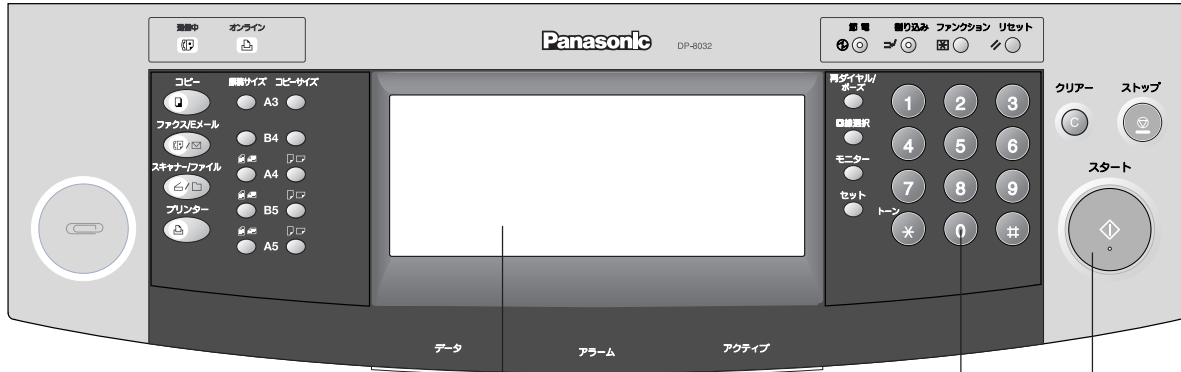 通信中 オンライン
Panasonic DP-8032
節電 割り込み ファンクション リセット
コピー 原稿サイズ コピーサイズ
A3
ファクス/Eメール
B4
スキャナー/ファイル
A4
プリンター
B5
A5
再ダイヤル/
ポーズ
回線選択
モニター
セット
トーン
1 2 3
4 5 6
7 8 9
* 0 #
クリアー ストップ
C
スタート
データ アラーム アクティブ